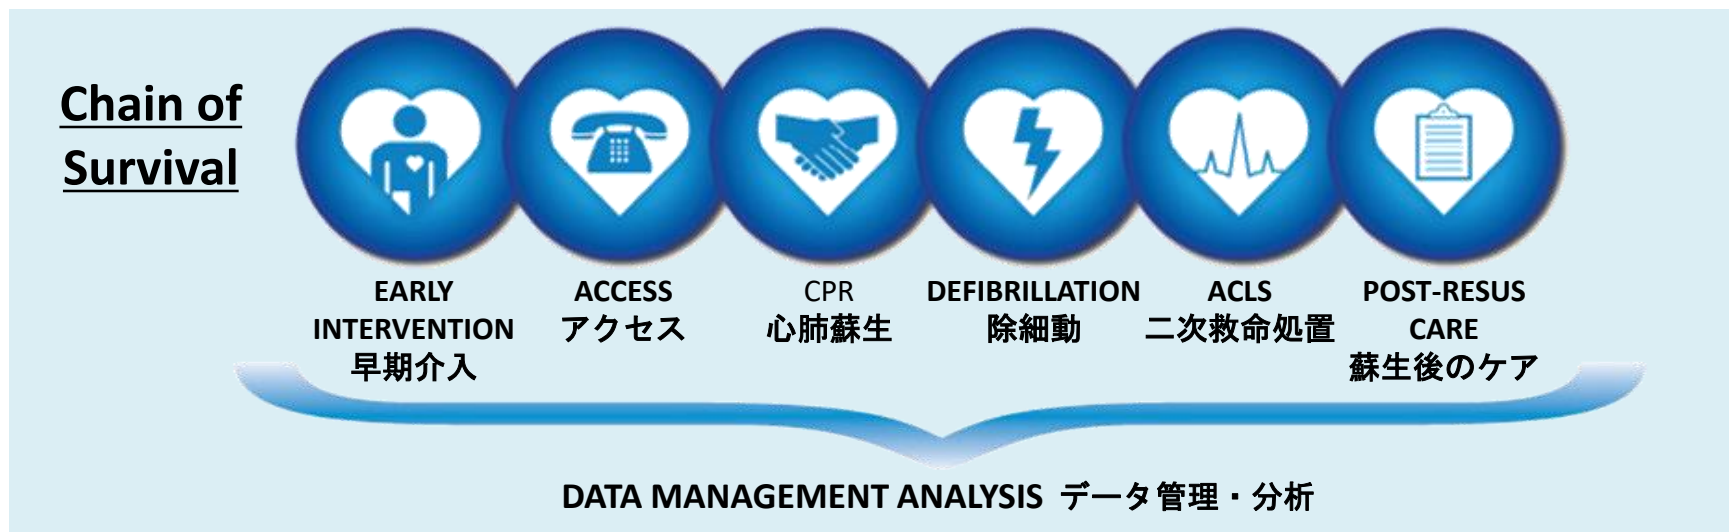 Chain of
Survival
EARLY
INTERVENTION
早期介入
ACCESS
アクセス
CPR
心肺蘇生
DEFIBRILLATION
除細動
ACLS
二次救命処置
POST-RESUS
CARE
蘇生後のケア
DATA MANAGEMENT ANALYSIS データ管理・分析